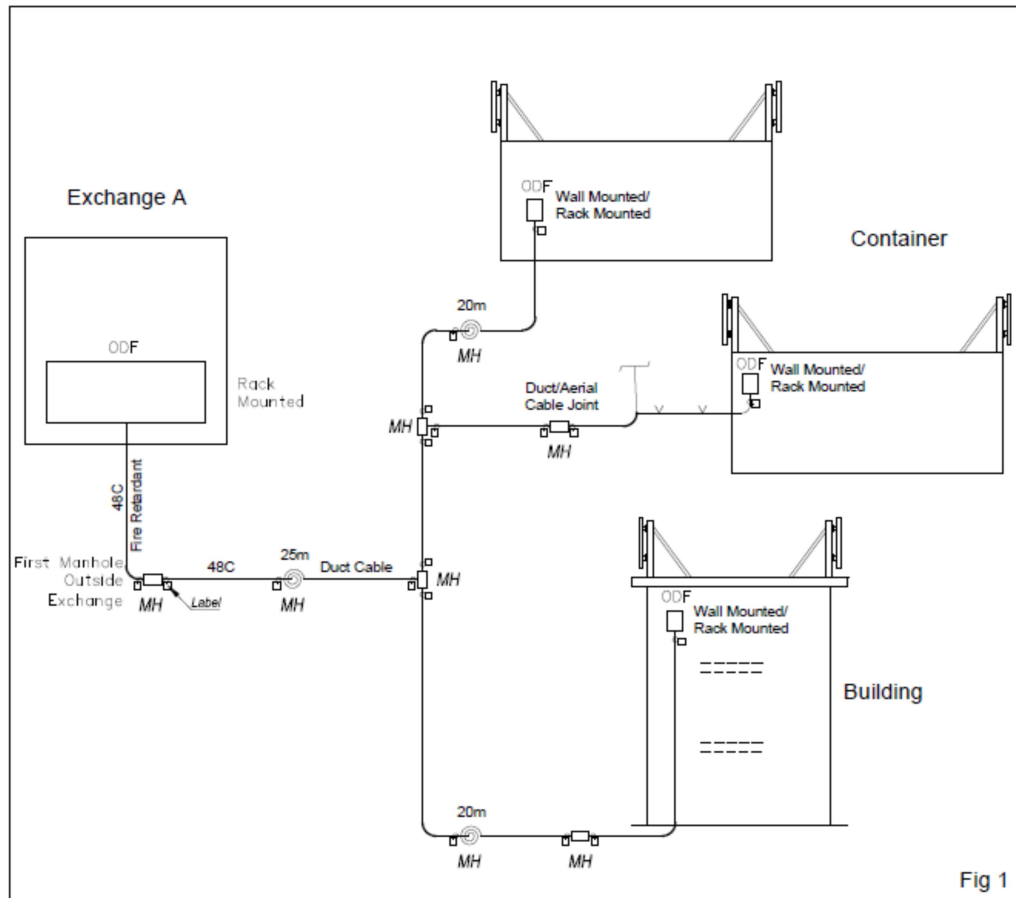 Exchange A
ODF
Rack
Mounted
48C
Fire Retardant
First Manhole
Outside
Exchange
MH
Label
48C
25m
MH
Duct Cable
MH
MH
20m
MH
ODF
Wall Mounted/
Rack Mounted
Container
Duct/Aerial
Cable Joint
MH
ODF
Wall Mounted/
Rack Mounted
ODF
Wall Mounted/
Rack Mounted
Building
20m
MH
MH
Fig 1